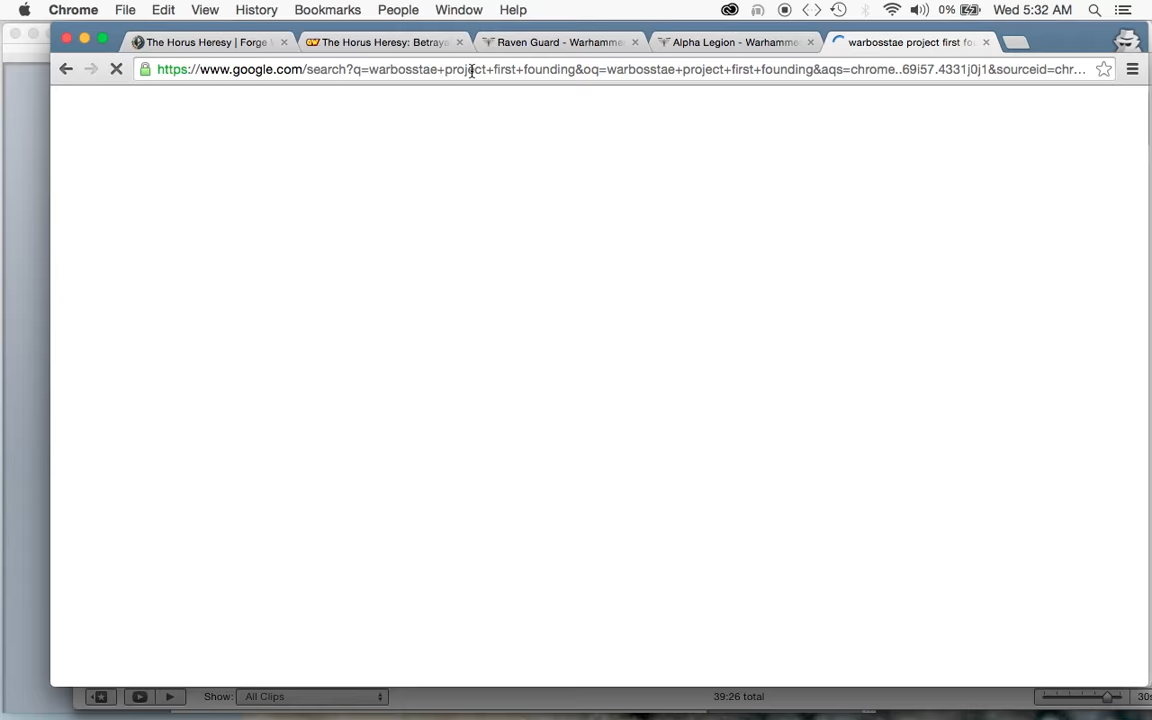 Chrome File Edit View History Bookmarks People Window Help 0% Wed 5:32 AM
The Horus Heresy | Forge The Horus Heresy: Betraya Raven Guard - Warhamme Alpha Legion - Warhamme warbosstae project first fou
https://www.google.com/search?q=warbosstae+project+first+founding&oq=warbosstae+project+first+founding&aqs=chrome..69i57.4331j0j1&sourceid=chr...
Show: All Clips 39:26 total 30s